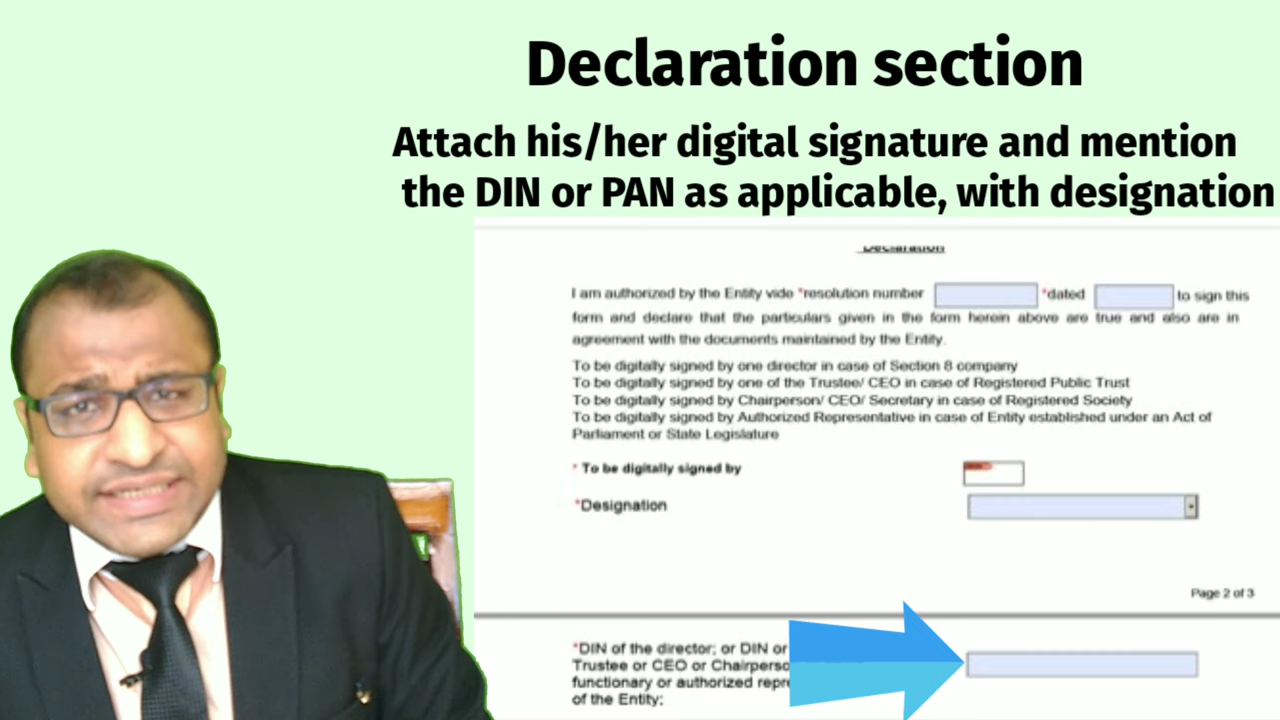 Declaration section
Attach his/her digital signature and mention
the DIN or PAN as applicable, with designation
Declaration
I am authorized by the Entity vide *resolution number *dated to sign this
form and declare that the particulars given in the form herein above are true and also are in
agreement with the documents maintained by the Entity.
To be digitally signed by one director in case of Section 8 company
To be digitally signed by one of the Trustee/ CEO in case of Registered Public Trust
To be digitally signed by Chairperson/ CEO/ Secretary in case of Registered Society
To be digitally signed by Authorized Representative in case of Entity established under an Act of
Parliament or State Legislature
* To be digitally signed by
*Designation
Page 2 of 3
*DIN of the director; or DIN or
Trustee or CEO or Chairperso
functionary or authorized repre
of the Entity;